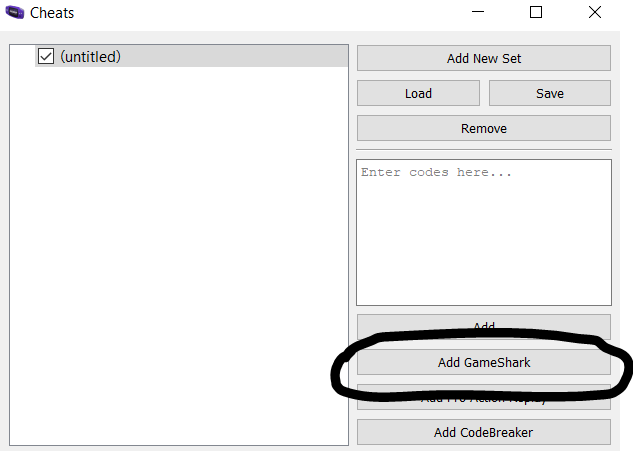 Cheats
(untitled)
Add New Set
Load
Save
Remove
Enter codes here...
Add
Add GameShark
Add Pro Action Replay
Add CodeBreaker